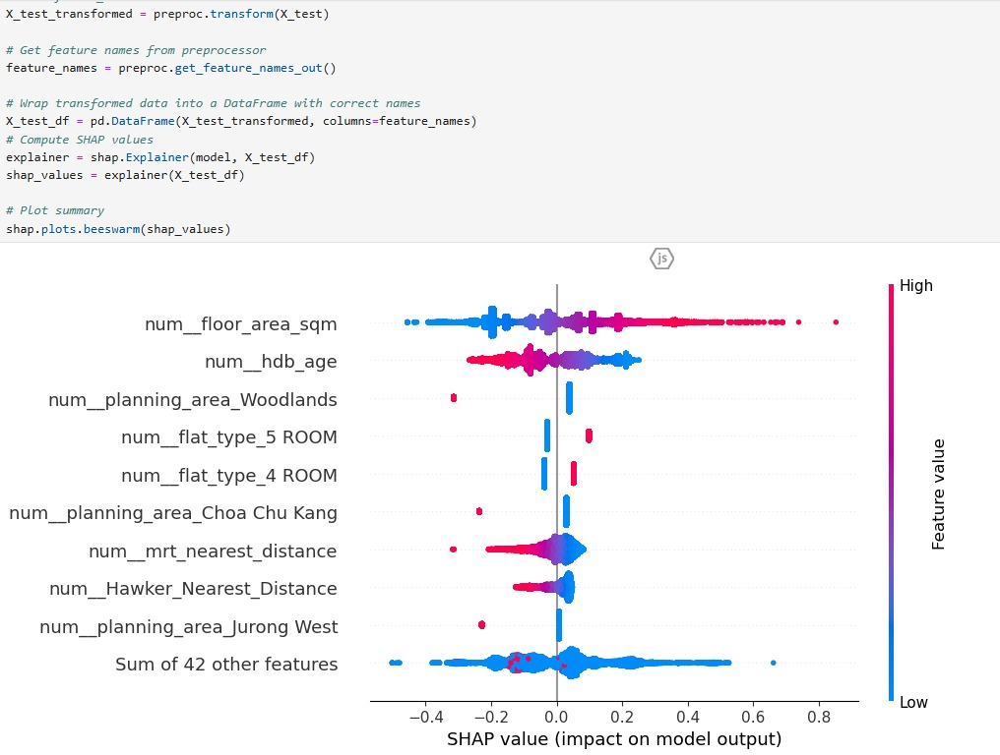 X_test_transformed = preproc.transform(X_test)
# Get feature names from preprocessor
feature_names = preproc.get_feature_names_out()
# Wrap transformed data into a DataFrame with correct names
X_test_df = pd.DataFrame(X_test_transformed, columns=feature_names)
# Compute SHAP values
explainer = shap.Explainer(model, X_test_df)
shap_values = explainer(X_test_df)
# Plot summary
shap.plots.beeswarm(shap_values)
js
High
num__floor_area_sqm
num__hdb_age
num__planning_area_Woodlands
num__flat_type_5 ROOM
num__flat_type_4 ROOM
num__planning_area_Choa Chu Kang
num__mrt_nearest_distance
num__Hawker_Nearest_Distance
num__planning_area_Jurong West
Sum of 42 other features
Feature value
Low
−0.4 −0.2 0.0 0.2 0.4 0.6 0.8
SHAP value (impact on model output)